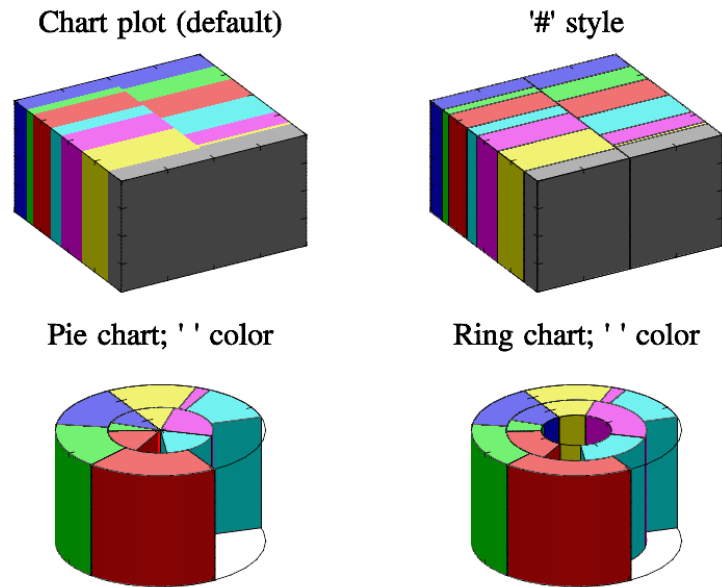 Chart plot (default)
'#' style
Pie chart; ' ' color
Ring chart; ' ' color